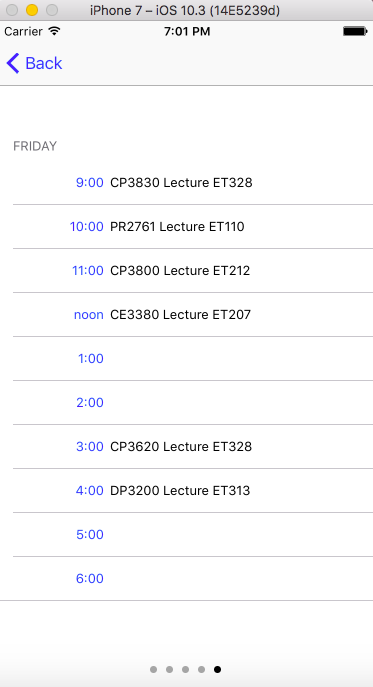 iPhone 7 – iOS 10.3 (14E5239d)
Carrier 7:01 PM
Back
FRIDAY
9:00 CP3830 Lecture ET328
10:00 PR2761 Lecture ET110
11:00 CP3800 Lecture ET212
noon CE3380 Lecture ET207
1:00
2:00
3:00 CP3620 Lecture ET328
4:00 DP3200 Lecture ET313
5:00
6:00